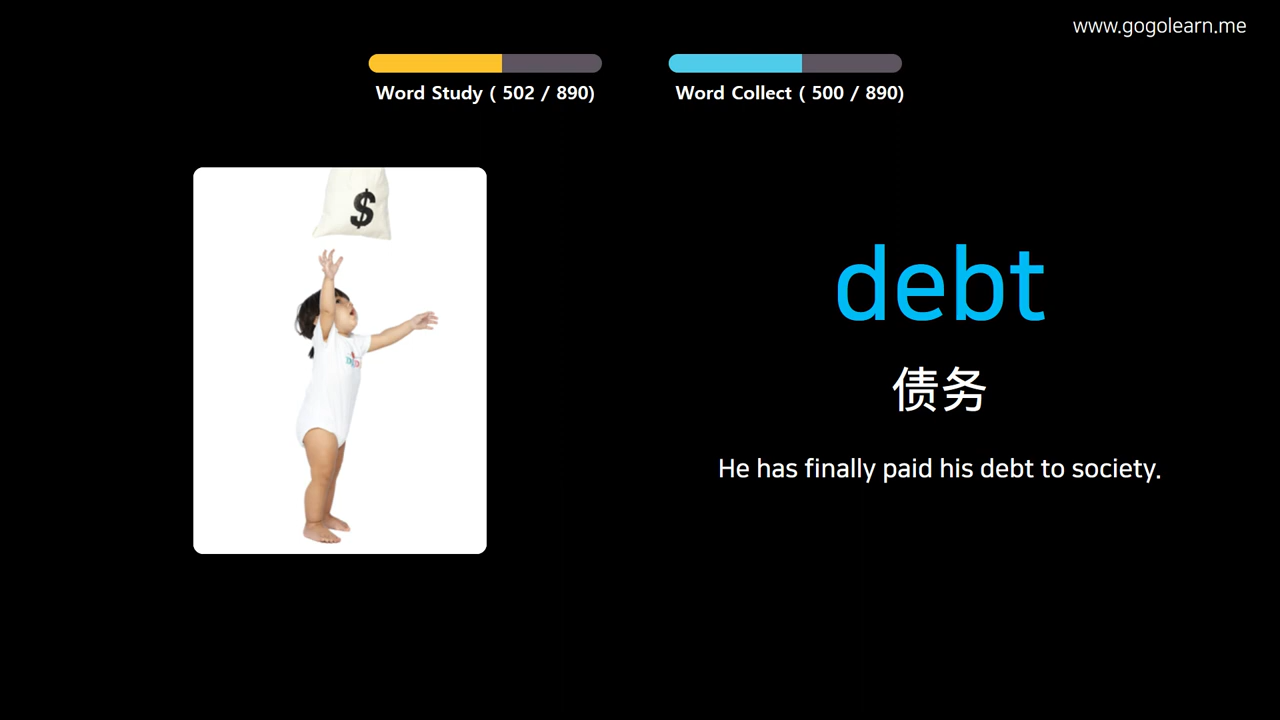 www.gogolearn.me
Word Study ( 502 / 890)
Word Collect ( 500 / 890)
$
debt
债务
He has finally paid his debt to society.